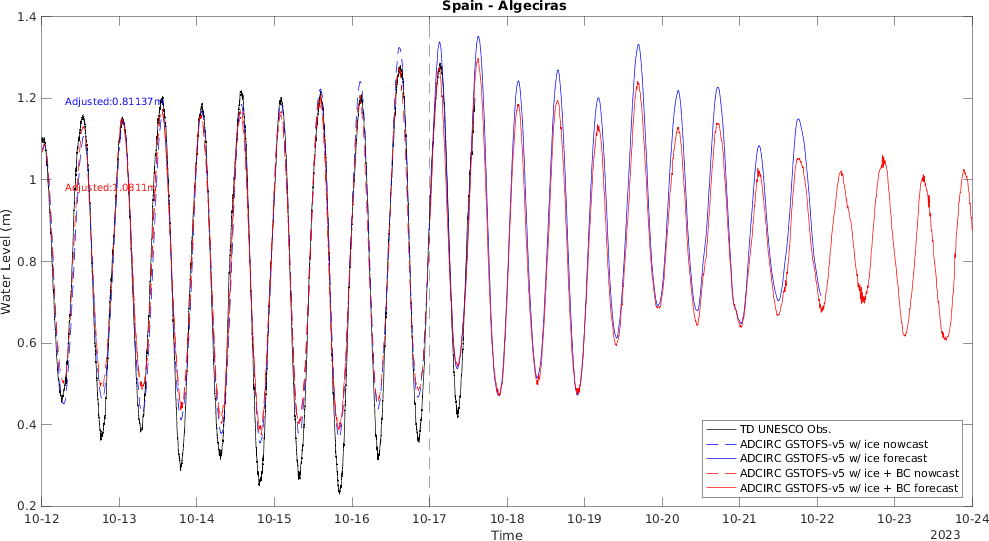 Spain - Algeciras
1.4
1.2
1
0.8
0.6
0.4
0.2
Water Level (m)
Adjusted:0.81137m
Adjusted:1.0811m
TD UNESCO Obs.
ADCIRC GSTOFS-v5 w/ ice nowcast
ADCIRC GSTOFS-v5 w/ ice forecast
ADCIRC GSTOFS-v5 w/ ice + BC nowcast
ADCIRC GSTOFS-v5 w/ ice + BC forecast
10-12 10-13 10-14 10-15 10-16 10-17 10-18 10-19 10-20 10-21 10-22 10-23 10-24
Time
2023